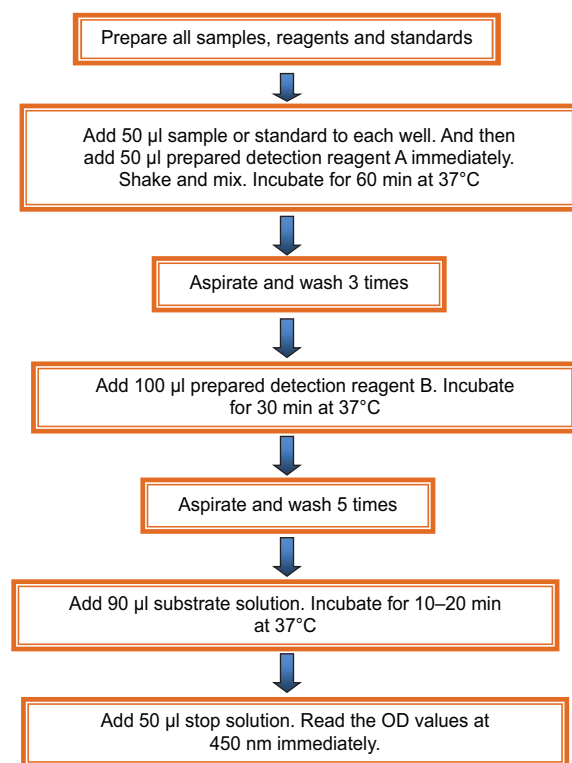 Prepare all samples, reagents and standards
Add 50 µl sample or standard to each well. And then
add 50 µl prepared detection reagent A immediately.
Shake and mix. Incubate for 60 min at 37°C
Aspirate and wash 3 times
Add 100 µl prepared detection reagent B. Incubate
for 30 min at 37°C
Aspirate and wash 5 times
Add 90 µl substrate solution. Incubate for 10–20 min
at 37°C
Add 50 µl stop solution. Read the OD values at
450 nm immediately.